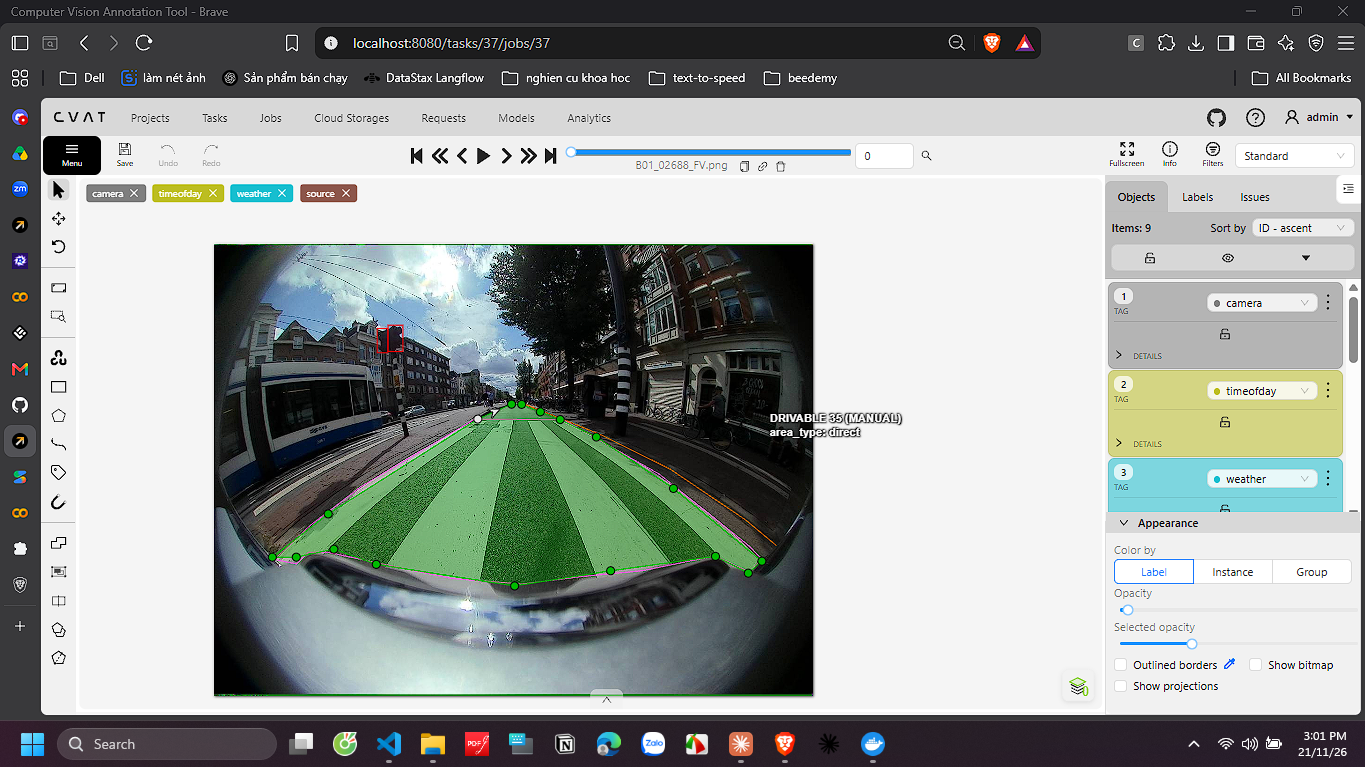 Computer Vision Annotation Tool - Brave
localhost:8080/tasks/37/jobs/37
Dell
làm nét ảnh
Sản phẩm bán chạy
DataStax Langflow
nghien cu khoa hoc
text-to-speed
beedemy
All Bookmarks
CVAT
Projects
Tasks
Jobs
Cloud Storages
Requests
Models
Analytics
admin
Menu
Save
Undo
Redo
B01_02688_FV.png
0
Fullscreen
Info
Filters
Standard
camera
timeofday
weather
source
DRIVABLE 35 (MANUAL)
area_type: direct
Objects
Labels
Issues
Items: 9
Sort by
ID - ascent
1
TAG
camera
DETAILS
2
TAG
timeofday
DETAILS
3
TAG
weather
Appearance
Color by
Label
Instance
Group
Opacity
Selected opacity
Outlined borders
Show bitmap
Show projections
zm
C
Search
PDF
Zalo
3:01 PM
21/11/26